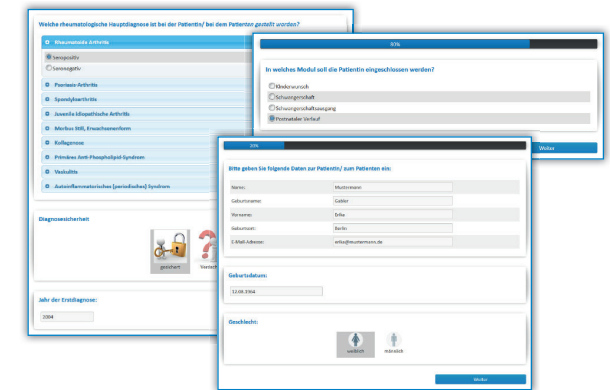 Welche rheumatologische Hauptdiagnose ist bei der Patientin/ bei dem Patienten gestellt worden?
Rheumatoide Arthritis
Seropositiv
Seronegativ
Psoriasis-Arthritis
Spondyloarthritis
Juvenile Idiopathische Arthritis
Morbus Still, Erwachsenenform
Kollagenose
Primäres Anti-Phospholipid-Syndrom
Vaskulitis
Autoinflammatorisches (periodisches) Syndrom
Diagnosesicherheit
gesichert
Verdach
Jahr der Erstdiagnose:
2004
30%
In welches Modul soll die Patientin eingeschlossen werden?
Kinderwunsch
Schwangerschaft
Schwangerschaftsausgang
Postnataler Verlauf
Weiter
20%
Bitte geben Sie folgende Daten zur Patientin/ zum Patienten ein:
Name: Mustermann
Geburtsname: Gabler
Vorname: Erika
Geburtsort: Berlin
E-Mail-Adresse: erika@mustermann.de
Geburtsdatum:
12.08.1964
Geschlecht:
weiblich männlich
Weiter